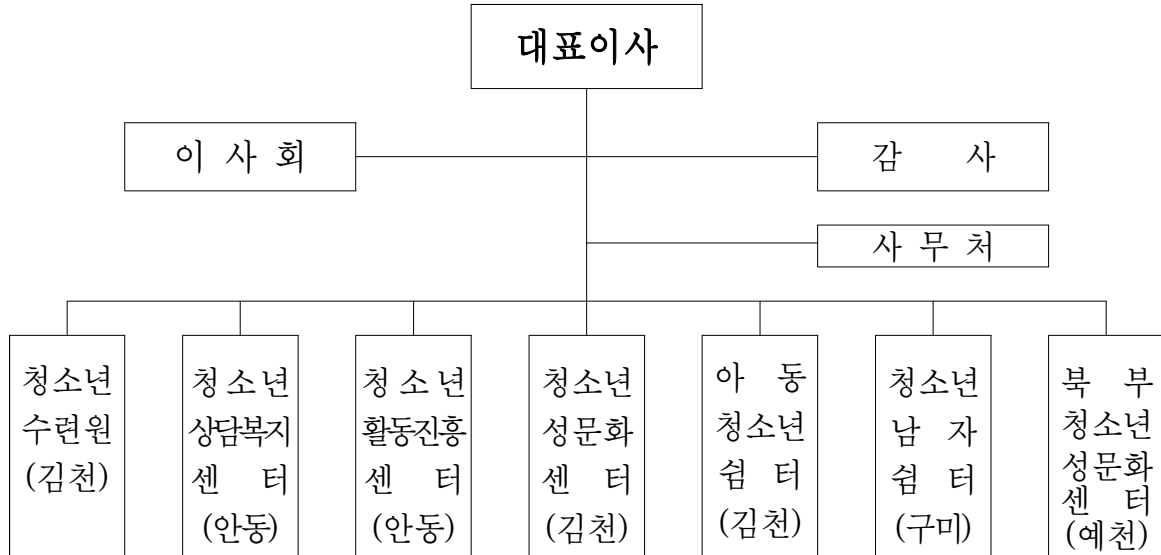 대표이사
이 사 회
감 사
사 무 처
청소년
수련원
(김천)
청 소 년
상담복지
센 터
(안동)
청 소 년
활동진흥
센 터
(안동)
청소년
성문화
센 터
(김천)
아 동
청소년
쉼 터
(김천)
청소년
남 자
쉼 터
(구미)
북 부
청소년
성문화
센 터
(예천)